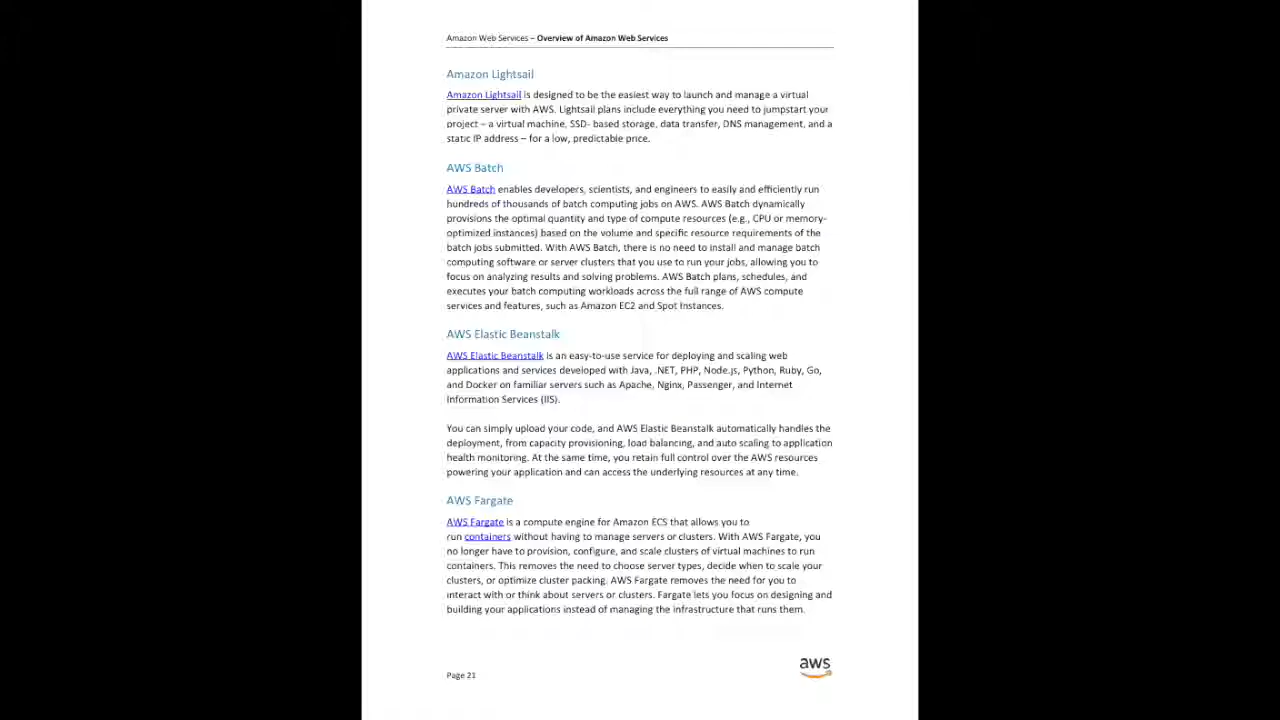 Amazon Web Services – Overview of Amazon Web Services
Amazon Lightsail
Amazon Lightsail is designed to be the easiest way to launch and manage a virtual
private server with AWS. Lightsail plans include everything you need to jumpstart your
project – a virtual machine, SSD- based storage, data transfer, DNS management, and a
static IP address – for a low, predictable price.
AWS Batch
AWS Batch enables developers, scientists, and engineers to easily and efficiently run
hundreds of thousands of batch computing jobs on AWS. AWS Batch dynamically
provisions the optimal quantity and type of compute resources (e.g., CPU or memory-
optimized instances) based on the volume and specific resource requirements of the
batch jobs submitted. With AWS Batch, there is no need to install and manage batch
computing software or server clusters that you use to run your jobs, allowing you to
focus on analyzing results and solving problems. AWS Batch plans, schedules, and
executes your batch computing workloads across the full range of AWS compute
services and features, such as Amazon EC2 and Spot Instances.
AWS Elastic Beanstalk
AWS Elastic Beanstalk is an easy-to-use service for deploying and scaling web
applications and services developed with Java, .NET, PHP, Node.js, Python, Ruby, Go,
and Docker on familiar servers such as Apache, Nginx, Passenger, and Internet
Information Services (IIS).
You can simply upload your code, and AWS Elastic Beanstalk automatically handles the
deployment, from capacity provisioning, load balancing, and auto scaling to application
health monitoring. At the same time, you retain full control over the AWS resources
powering your application and can access the underlying resources at any time.
AWS Fargate
AWS Fargate is a compute engine for Amazon ECS that allows you to
run containers without having to manage servers or clusters. With AWS Fargate, you
no longer have to provision, configure, and scale clusters of virtual machines to run
containers. This removes the need to choose server types, decide when to scale your
clusters, or optimize cluster packing. AWS Fargate removes the need for you to
interact with or think about servers or clusters. Fargate lets you focus on designing and
building your applications instead of managing the infrastructure that runs them.
aws
Page 21